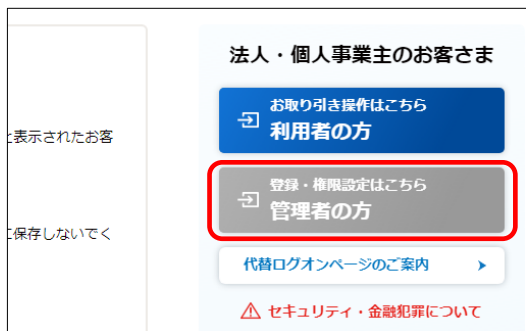 法人・個人事業主のお客さま
お取り引き操作はこちら
利用者の方
と表示されたお客
登録・権限設定はこちら
管理者の方
に保存しないでく
代替ログオンページのご案内
セキュリティ・金融犯罪について